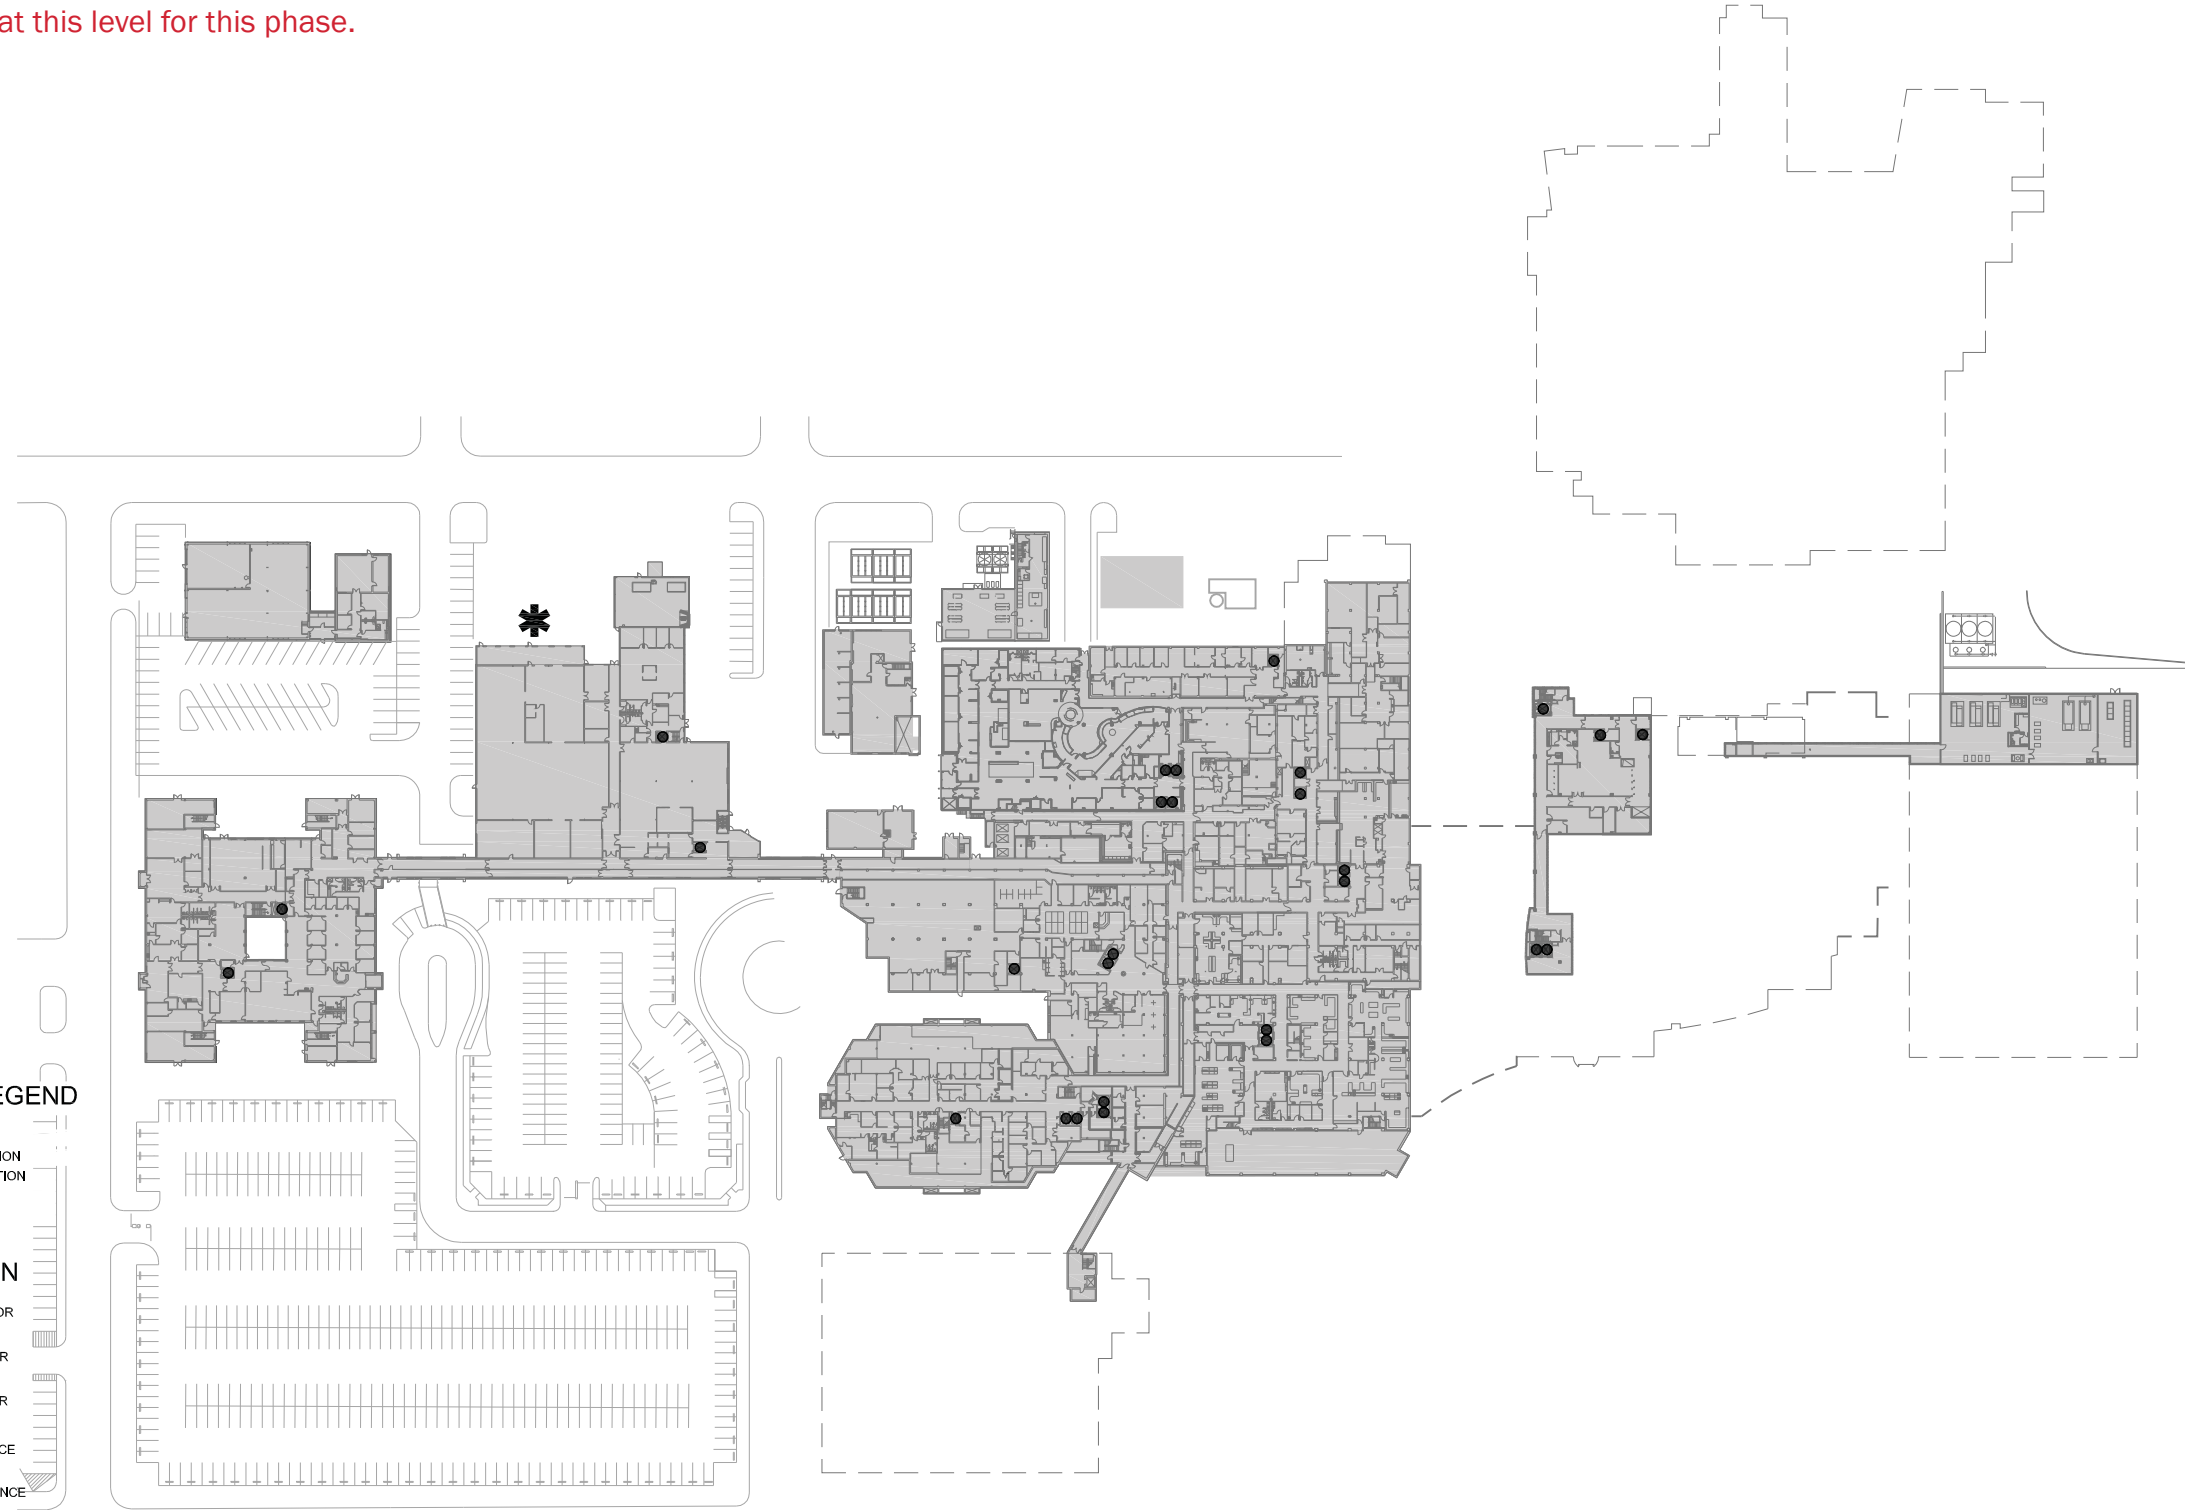 at this level for this phase.
EGEND
ION
TION
N
OR
R
R
CE
NCE